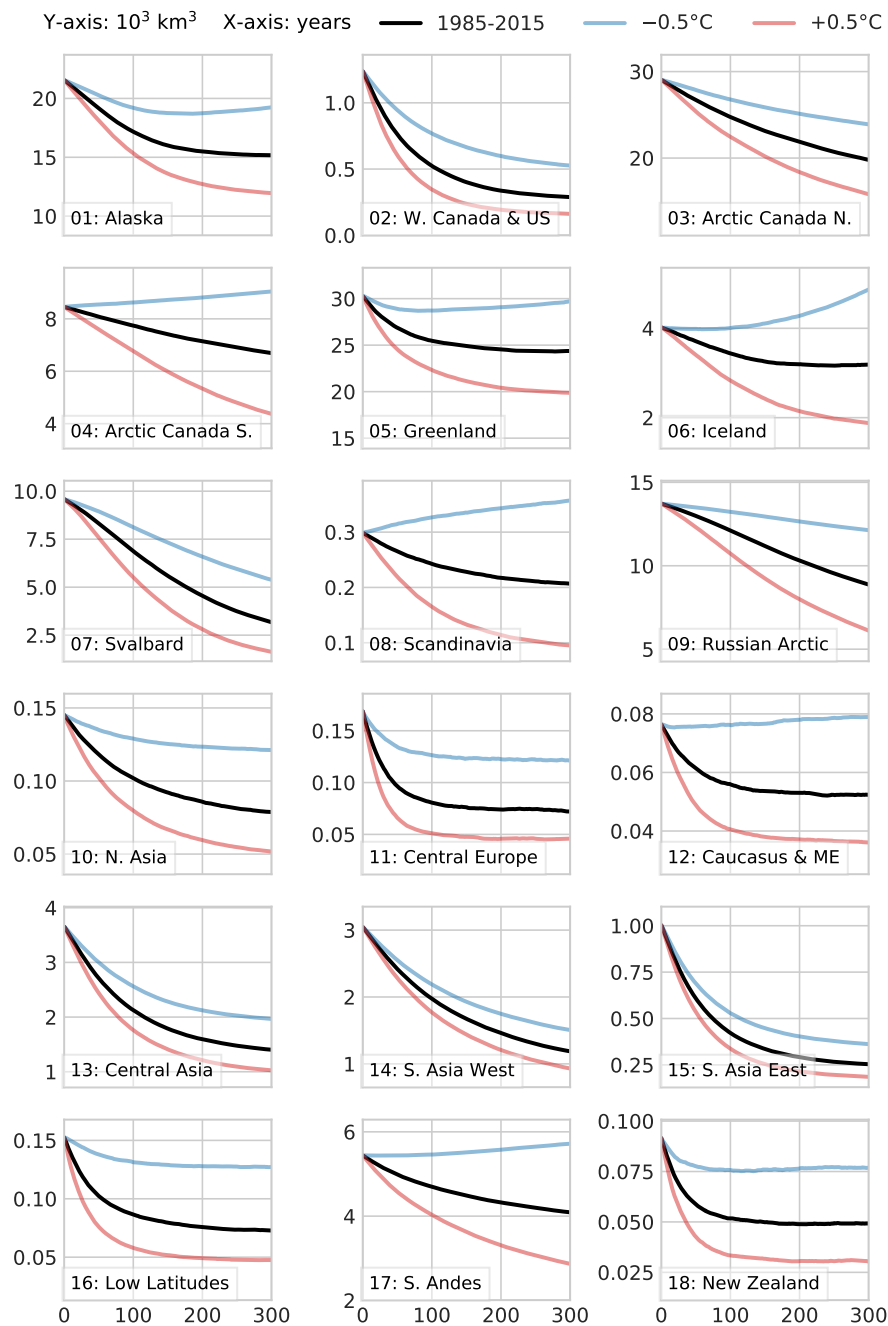 Y-axis: 10³ km³ X-axis: years 1985-2015 −0.5°C +0.5°C
20
15
10
01: Alaska
1.0
0.5
0.0
02: W. Canada & US
30
20
03: Arctic Canada N.
8
6
4
04: Arctic Canada S.
30
25
20
15
05: Greenland
4
2
06: Iceland
10.0
7.5
5.0
2.5
07: Svalbard
0.3
0.2
0.1
08: Scandinavia
15
10
5
09: Russian Arctic
0.15
0.10
0.05
10: N. Asia
0.15
0.10
0.05
11: Central Europe
0.08
0.06
0.04
12: Caucasus & ME
4
3
2
1
13: Central Asia
3
2
1
14: S. Asia West
1.00
0.75
0.50
0.25
15: S. Asia East
0.15
0.10
0.05
16: Low Latitudes
0 100 200 300
6
4
2
17: S. Andes
0 100 200 300
0.100
0.075
0.050
0.025
18: New Zealand
0 100 200 300